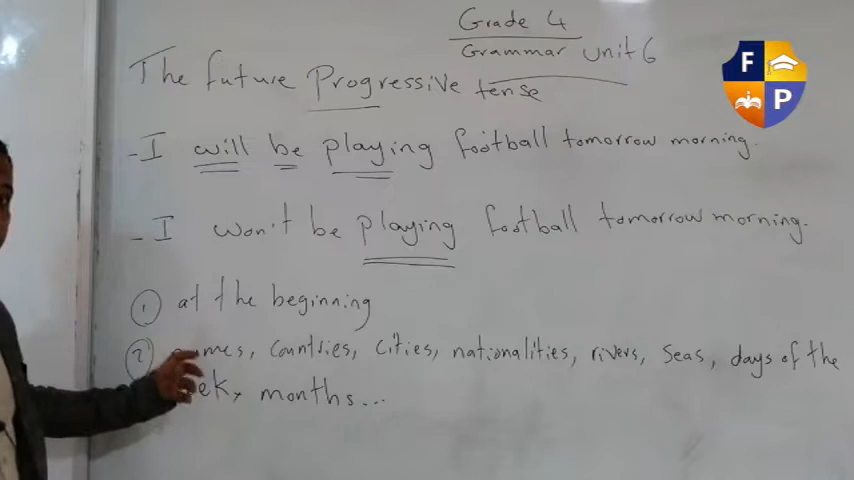 Grade 4
Grammar Unit 6
The future Progressive tense
- I will be playing football tomorrow morning.
- I won't be playing football tomorrow morning.
1 at the beginning
2 names, countries, cities, nationalities, rivers, seas, days of the
week, months...
F
P